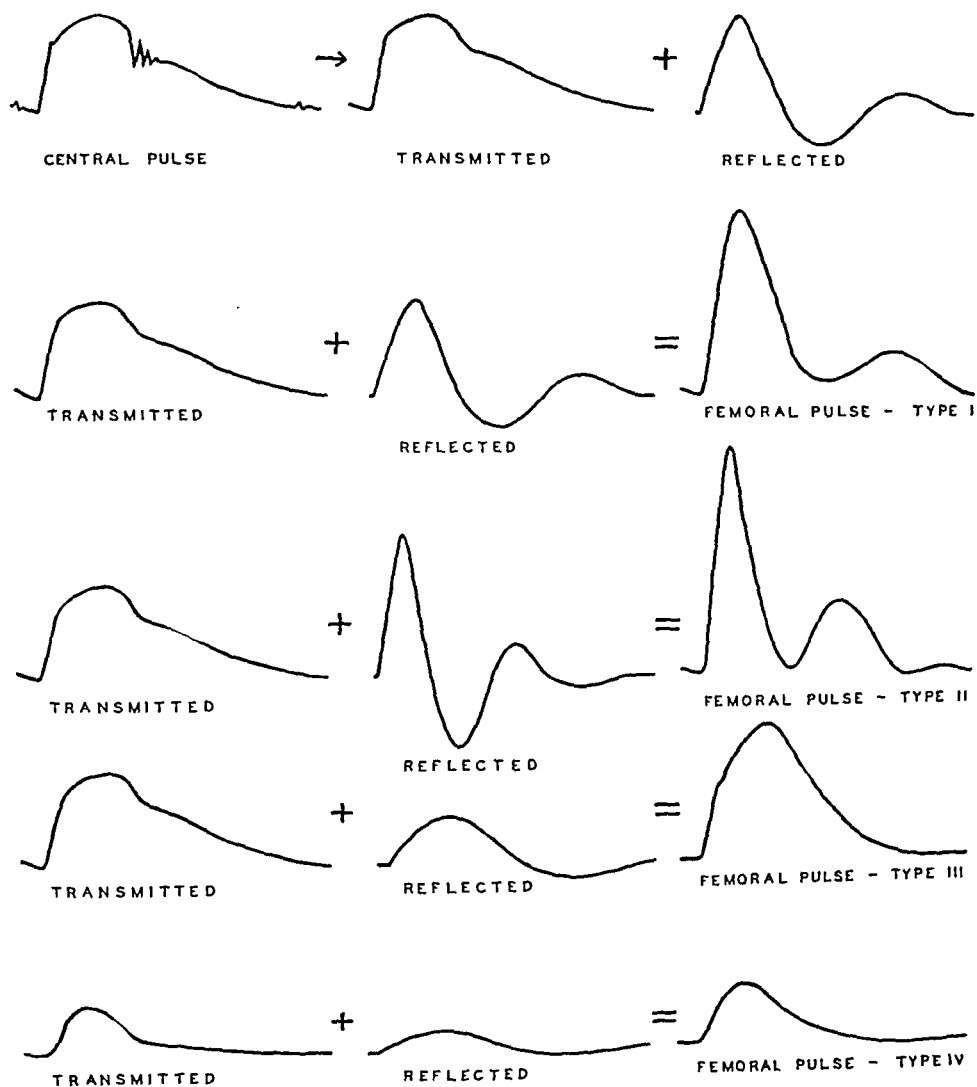 CENTRAL PULSE
→
TRANSMITTED
+
REFLECTED
TRANSMITTED
+
REFLECTED
=
FEMORAL PULSE - TYPE I
TRANSMITTED
+
REFLECTED
=
FEMORAL PULSE - TYPE II
TRANSMITTED
+
REFLECTED
=
FEMORAL PULSE - TYPE III
TRANSMITTED
+
REFLECTED
=
FEMORAL PULSE - TYPE IV